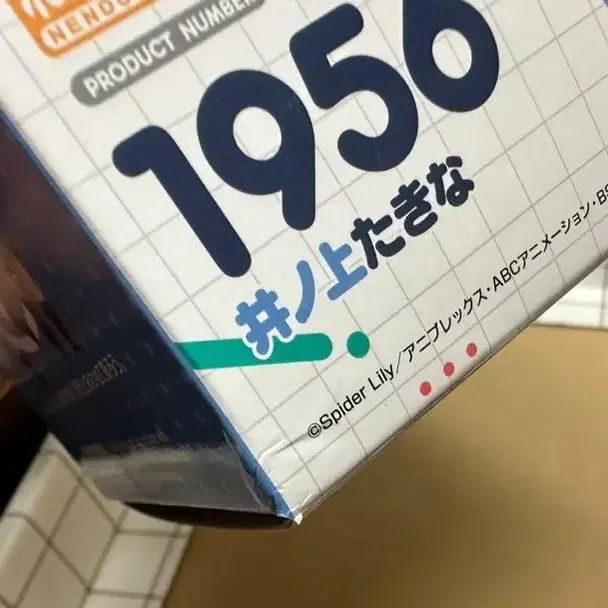 NENDO
PRODUCT NUMBER
1956
井ノ上たきな
©Spider Lily/アニプレックス・ABCアニメーション・BS